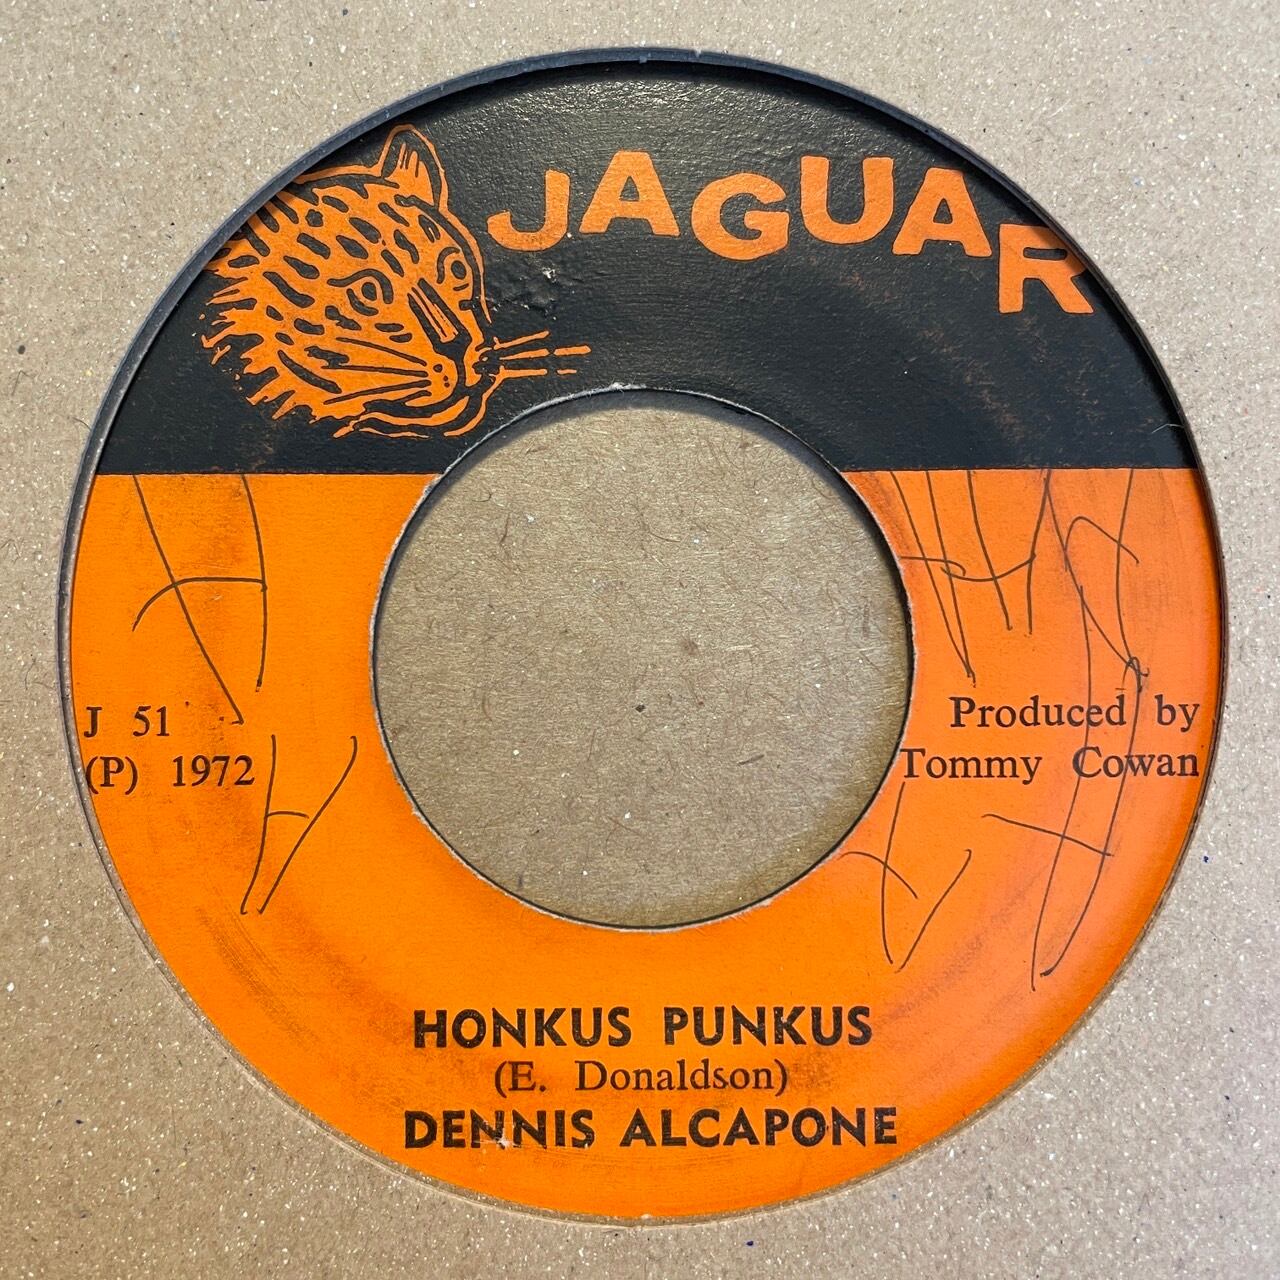 JAGUAR
J 51
(P) 1972
Produced by
Tommy Cowan
HONKUS PUNKUS
(E. Donaldson)
DENNIS ALCAPONE